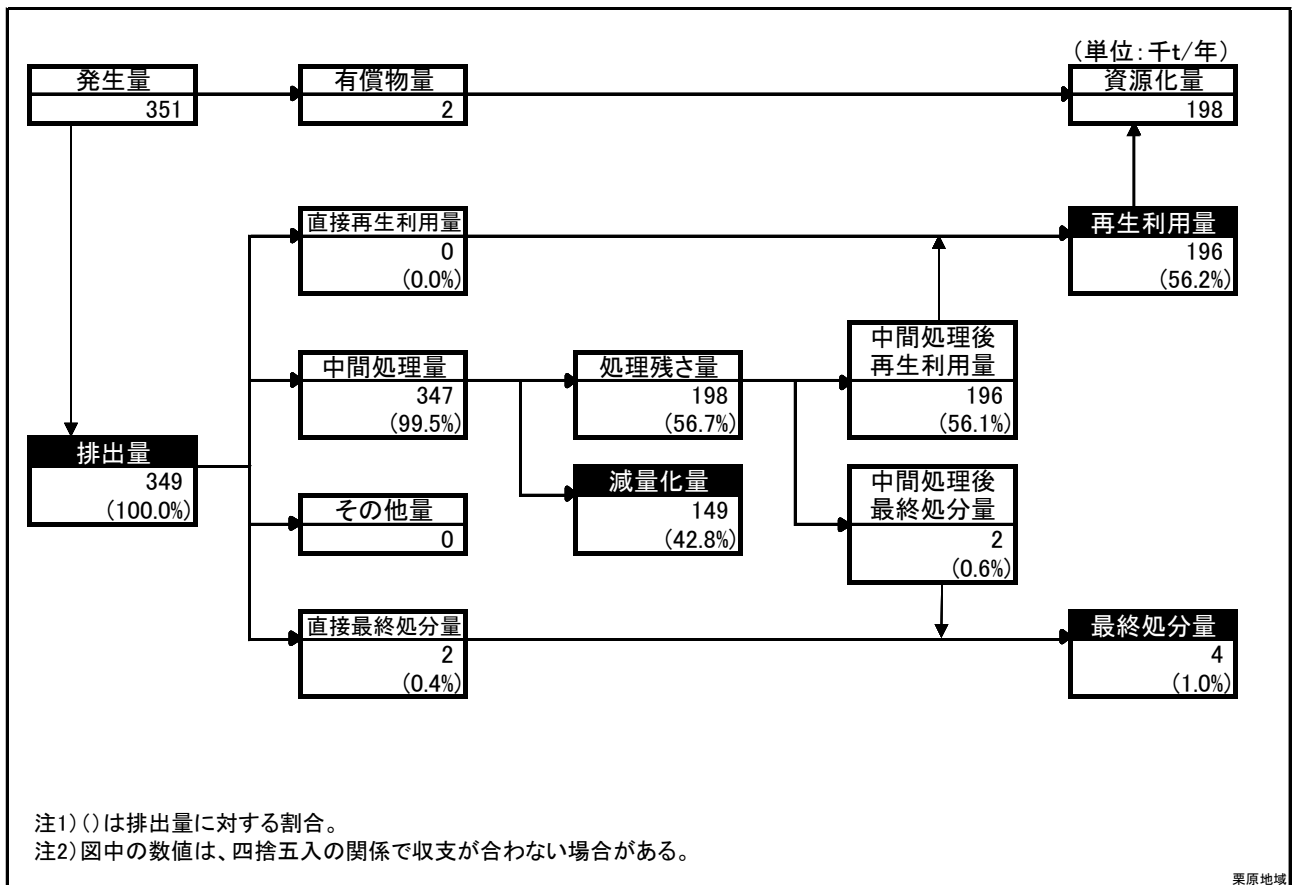 (単位:千t/年)
発生量
351
有償物量
2
資源化量
198
直接再生利用量
0
(0.0%)
再生利用量
196
(56.2%)
中間処理量
347
(99.5%)
処理残さ量
198
(56.7%)
中間処理後
再生利用量
196
(56.1%)
排出量
349
(100.0%)
その他量
0
減量化量
149
(42.8%)
中間処理後
最終処分量
2
(0.6%)
直接最終処分量
2
(0.4%)
最終処分量
4
(1.0%)
注1)()は排出量に対する割合。
注2)図中の数値は、四捨五入の関係で収支が合わない場合がある。
栗原地域